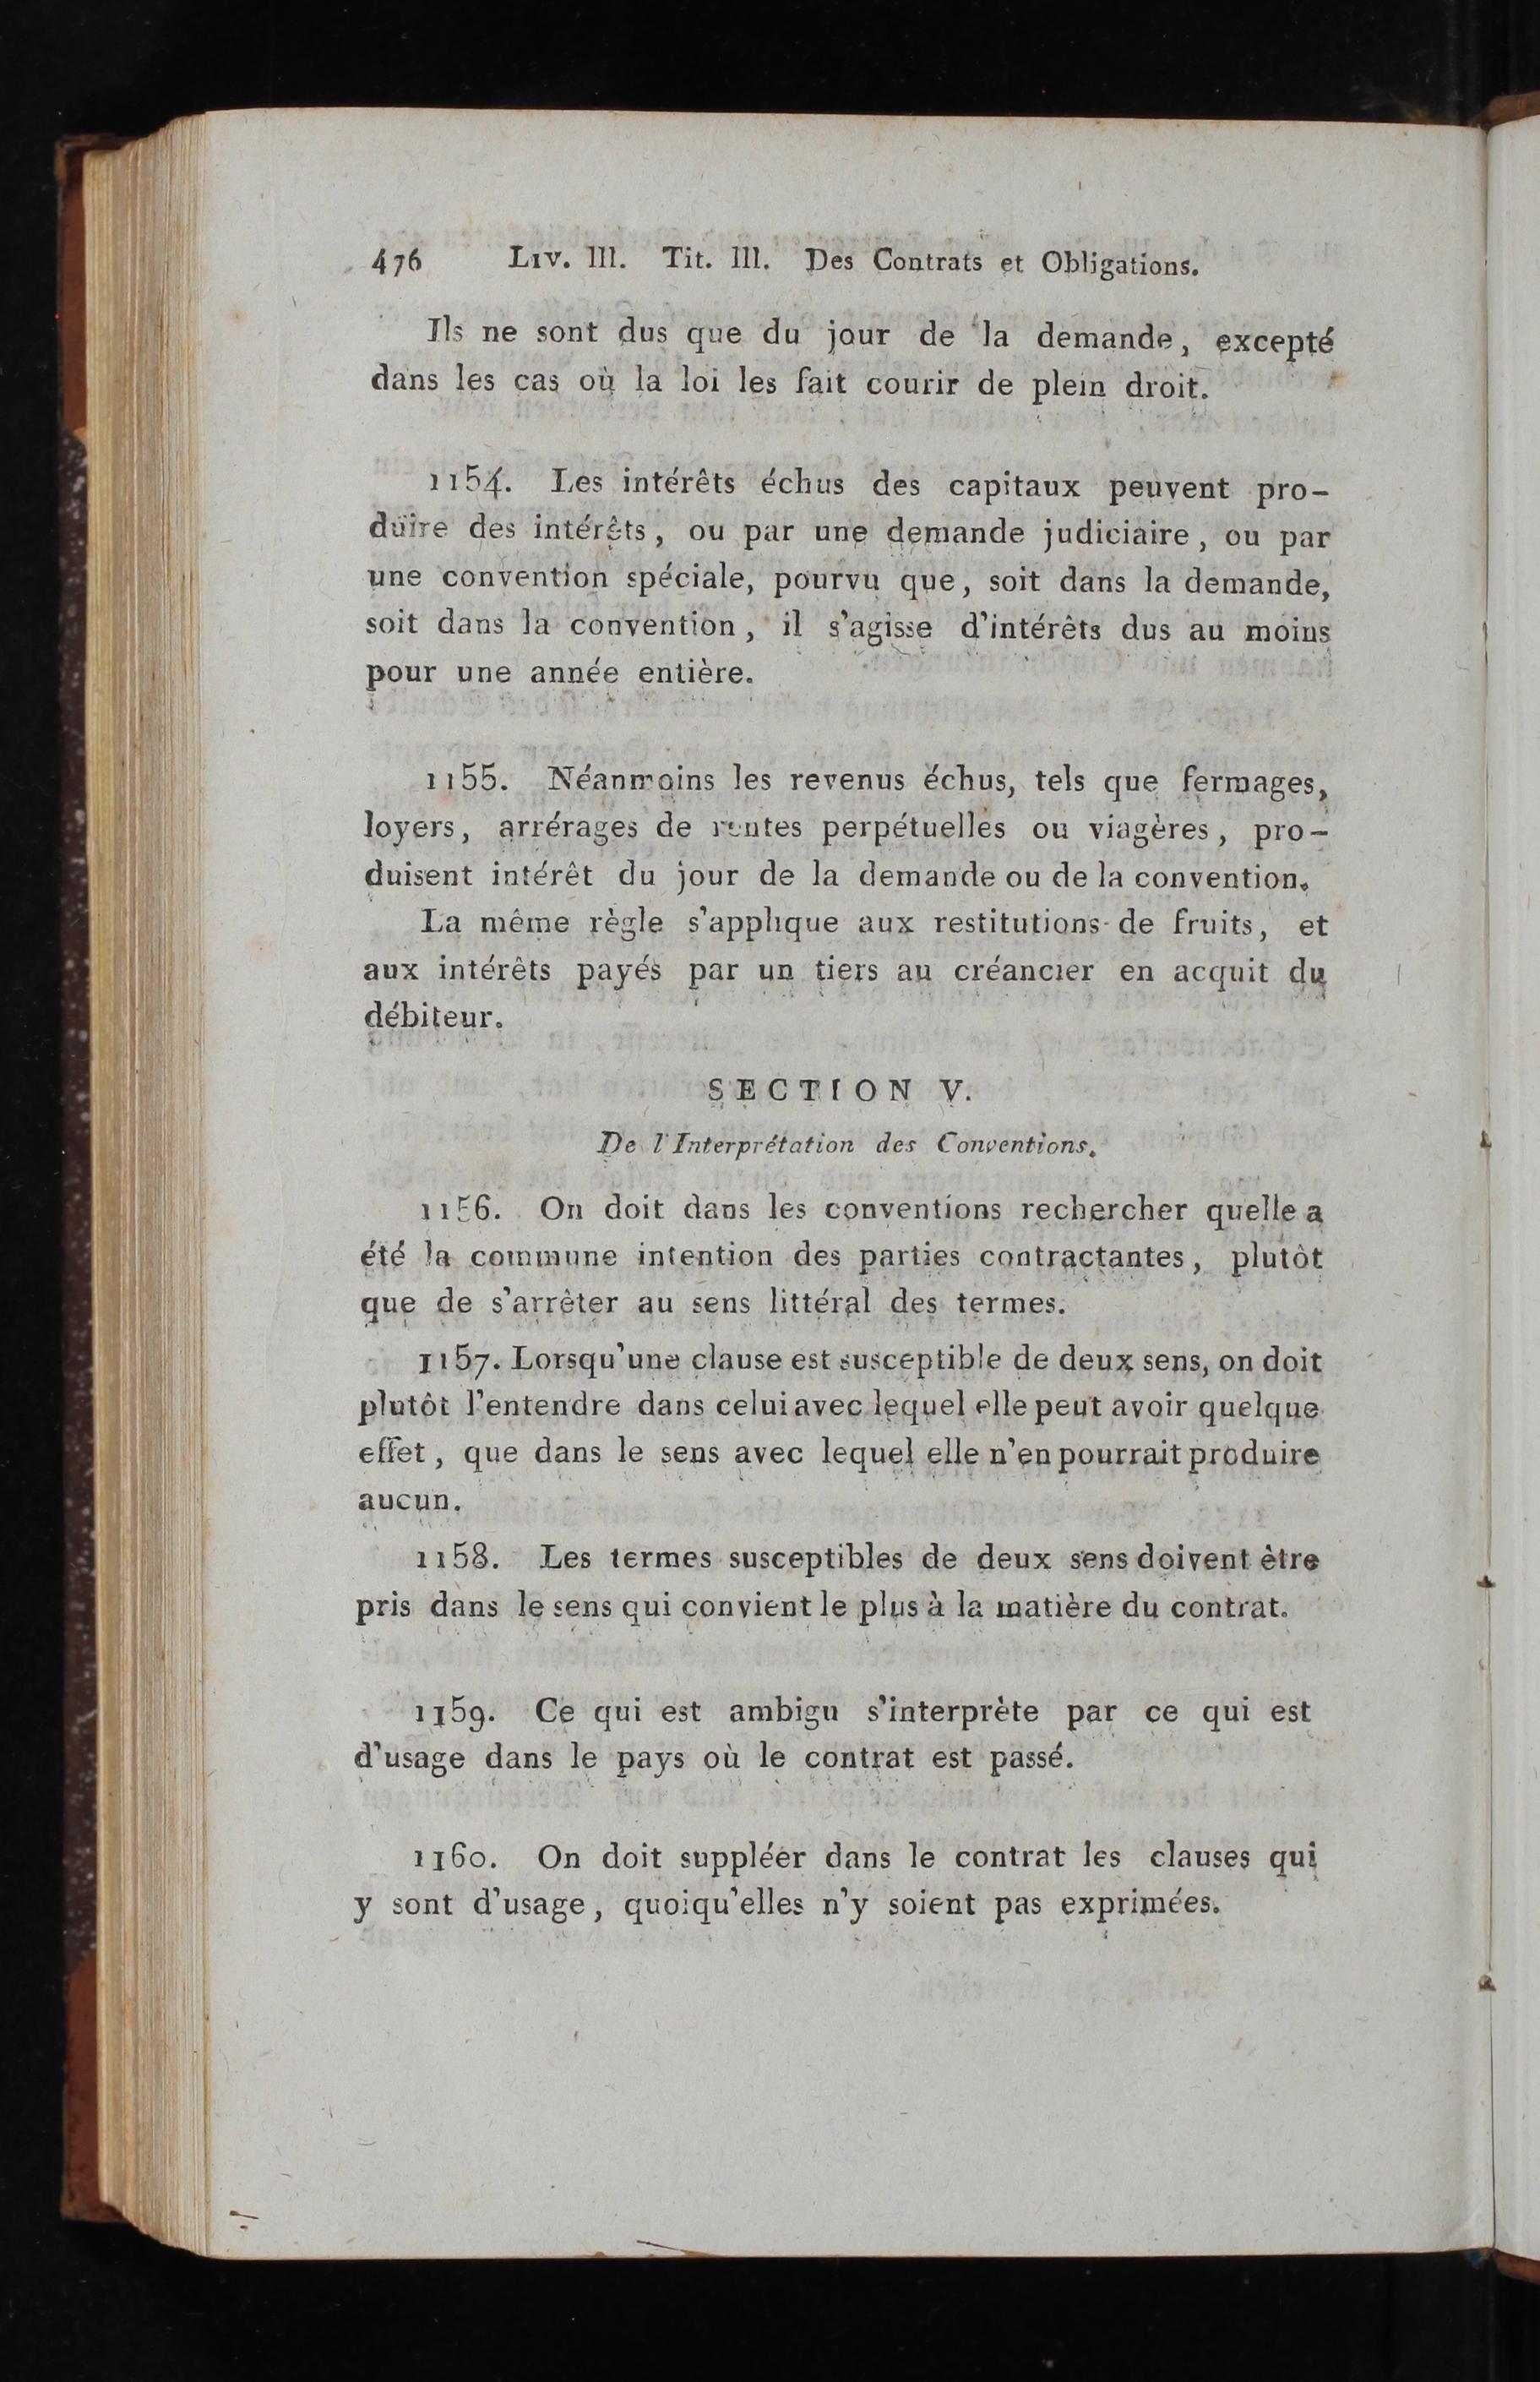 476 Liv. III. Tit. III. Des Contrats et Obligations.
Ils ne sont dus que du jour de la demande, excepté
dans les cas où la loi les fait courir de plein droit.
1154. Les intérêts échus des capitaux peuvent pro-
duire des intérêts, ou par une demande judiciaire, ou par
une convention spéciale, pourvu que, soit dans la demande,
soit dans la convention, il s'agisse d'intérêts dus au moins
pour une année entière.
1155. Néanmoins les revenus échus, tels que fermages,
loyers, arrérages de rentes perpétuelles ou viagères, pro-
duisent intérêt du jour de la demande ou de la convention.
La même règle s'applique aux restitutions de fruits, et
aux intérêts payés par un tiers au créancier en acquit du
débiteur.
SECTION V.
De l'Interprétation des Conventions.
1156. On doit dans les conventions rechercher quelle a
été la commune intention des parties contractantes, plutôt
que de s'arrêter au sens littéral des termes.
1157. Lorsqu'une clause est susceptible de deux sens, on doit
plutôt l'entendre dans celui avec lequel elle peut avoir quelque
effet, que dans le sens avec lequel elle n'en pourrait produire
aucun.
1158. Les termes susceptibles de deux sens doivent être
pris dans le sens qui convient le plus à la matière du contrat.
1159. Ce qui est ambigu s'interprète par ce qui est
d'usage dans le pays où le contrat est passé.
1160. On doit suppléer dans le contrat les clauses qui
y sont d'usage, quoiqu'elles n'y soient pas exprimées.